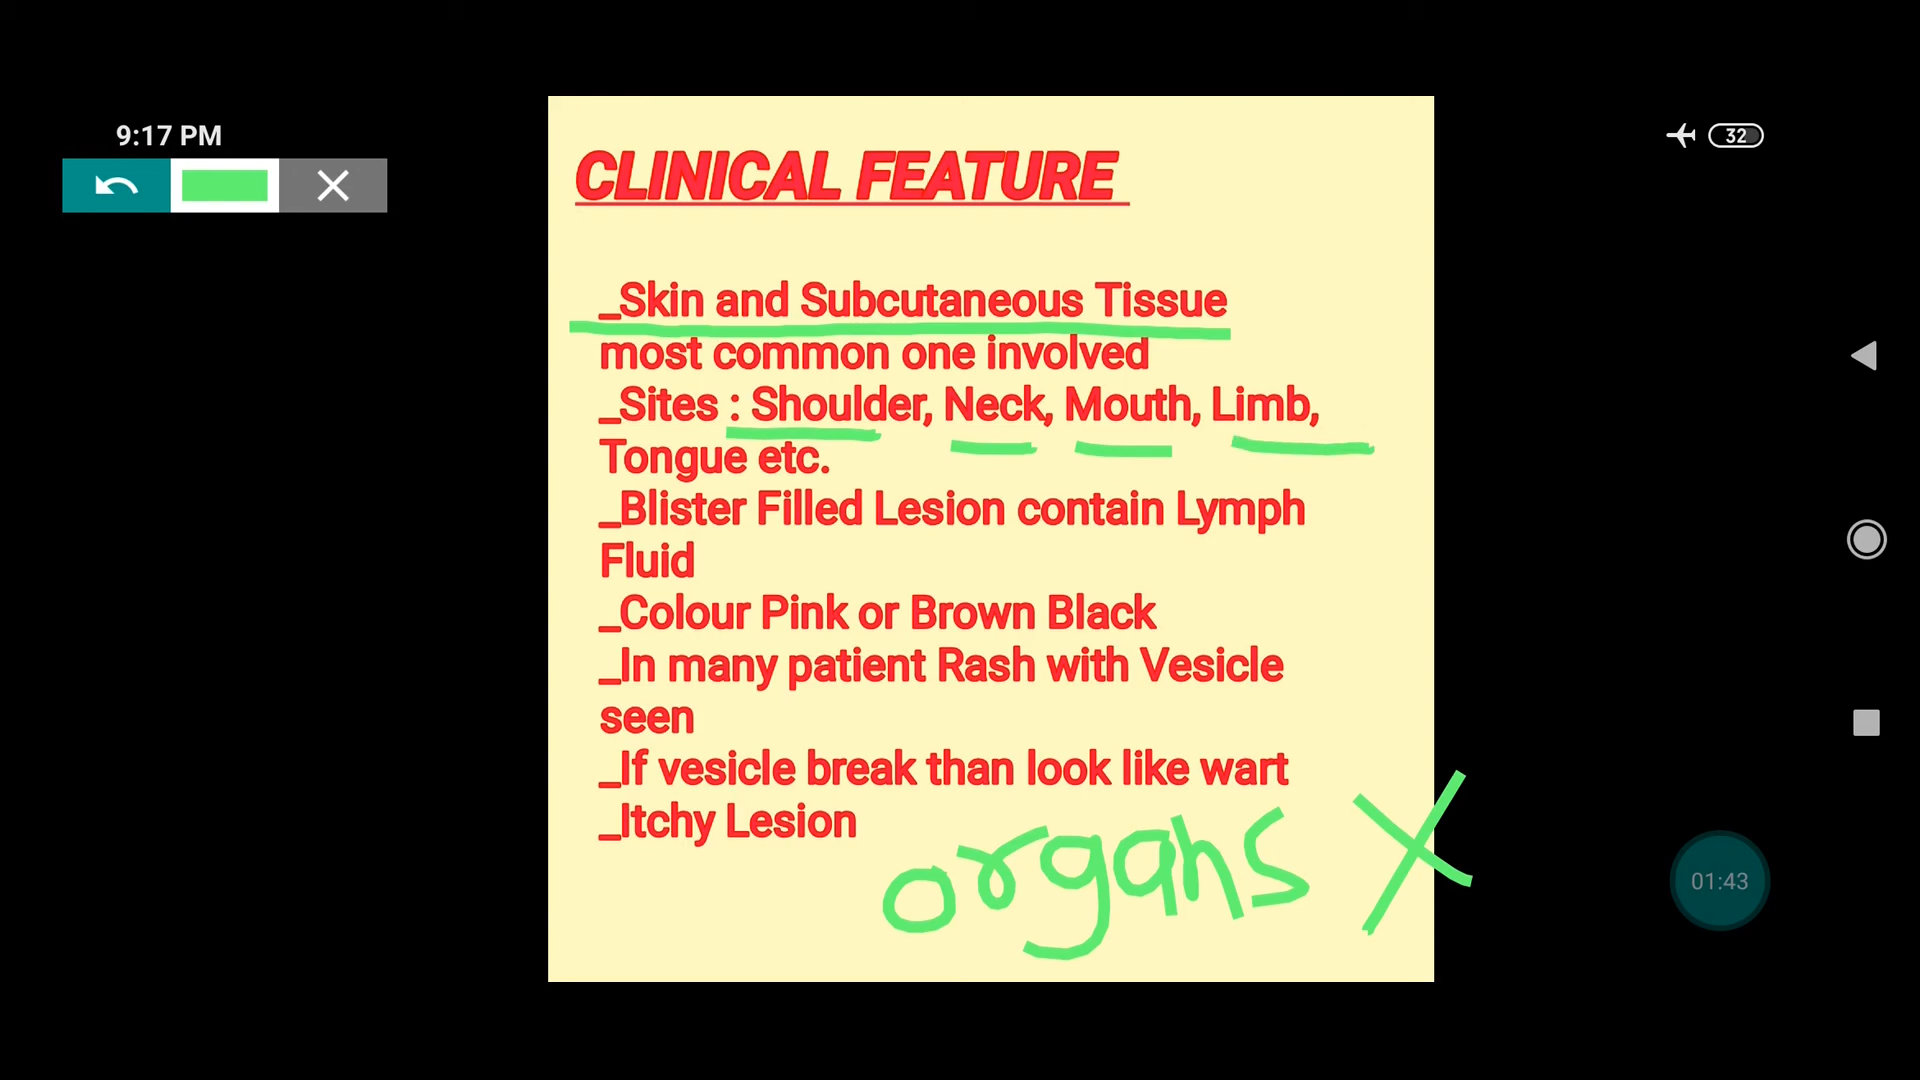 9:17 PM
32
CLINICAL FEATURE
_Skin and Subcutaneous Tissue
most common one involved
_Sites : Shoulder, Neck, Mouth, Limb,
Tongue etc.
_Blister Filled Lesion contain Lymph
Fluid
_Colour Pink or Brown Black
_In many patient Rash with Vesicle
seen
_If vesicle break than look like wart
_Itchy Lesion
organs X
01:43